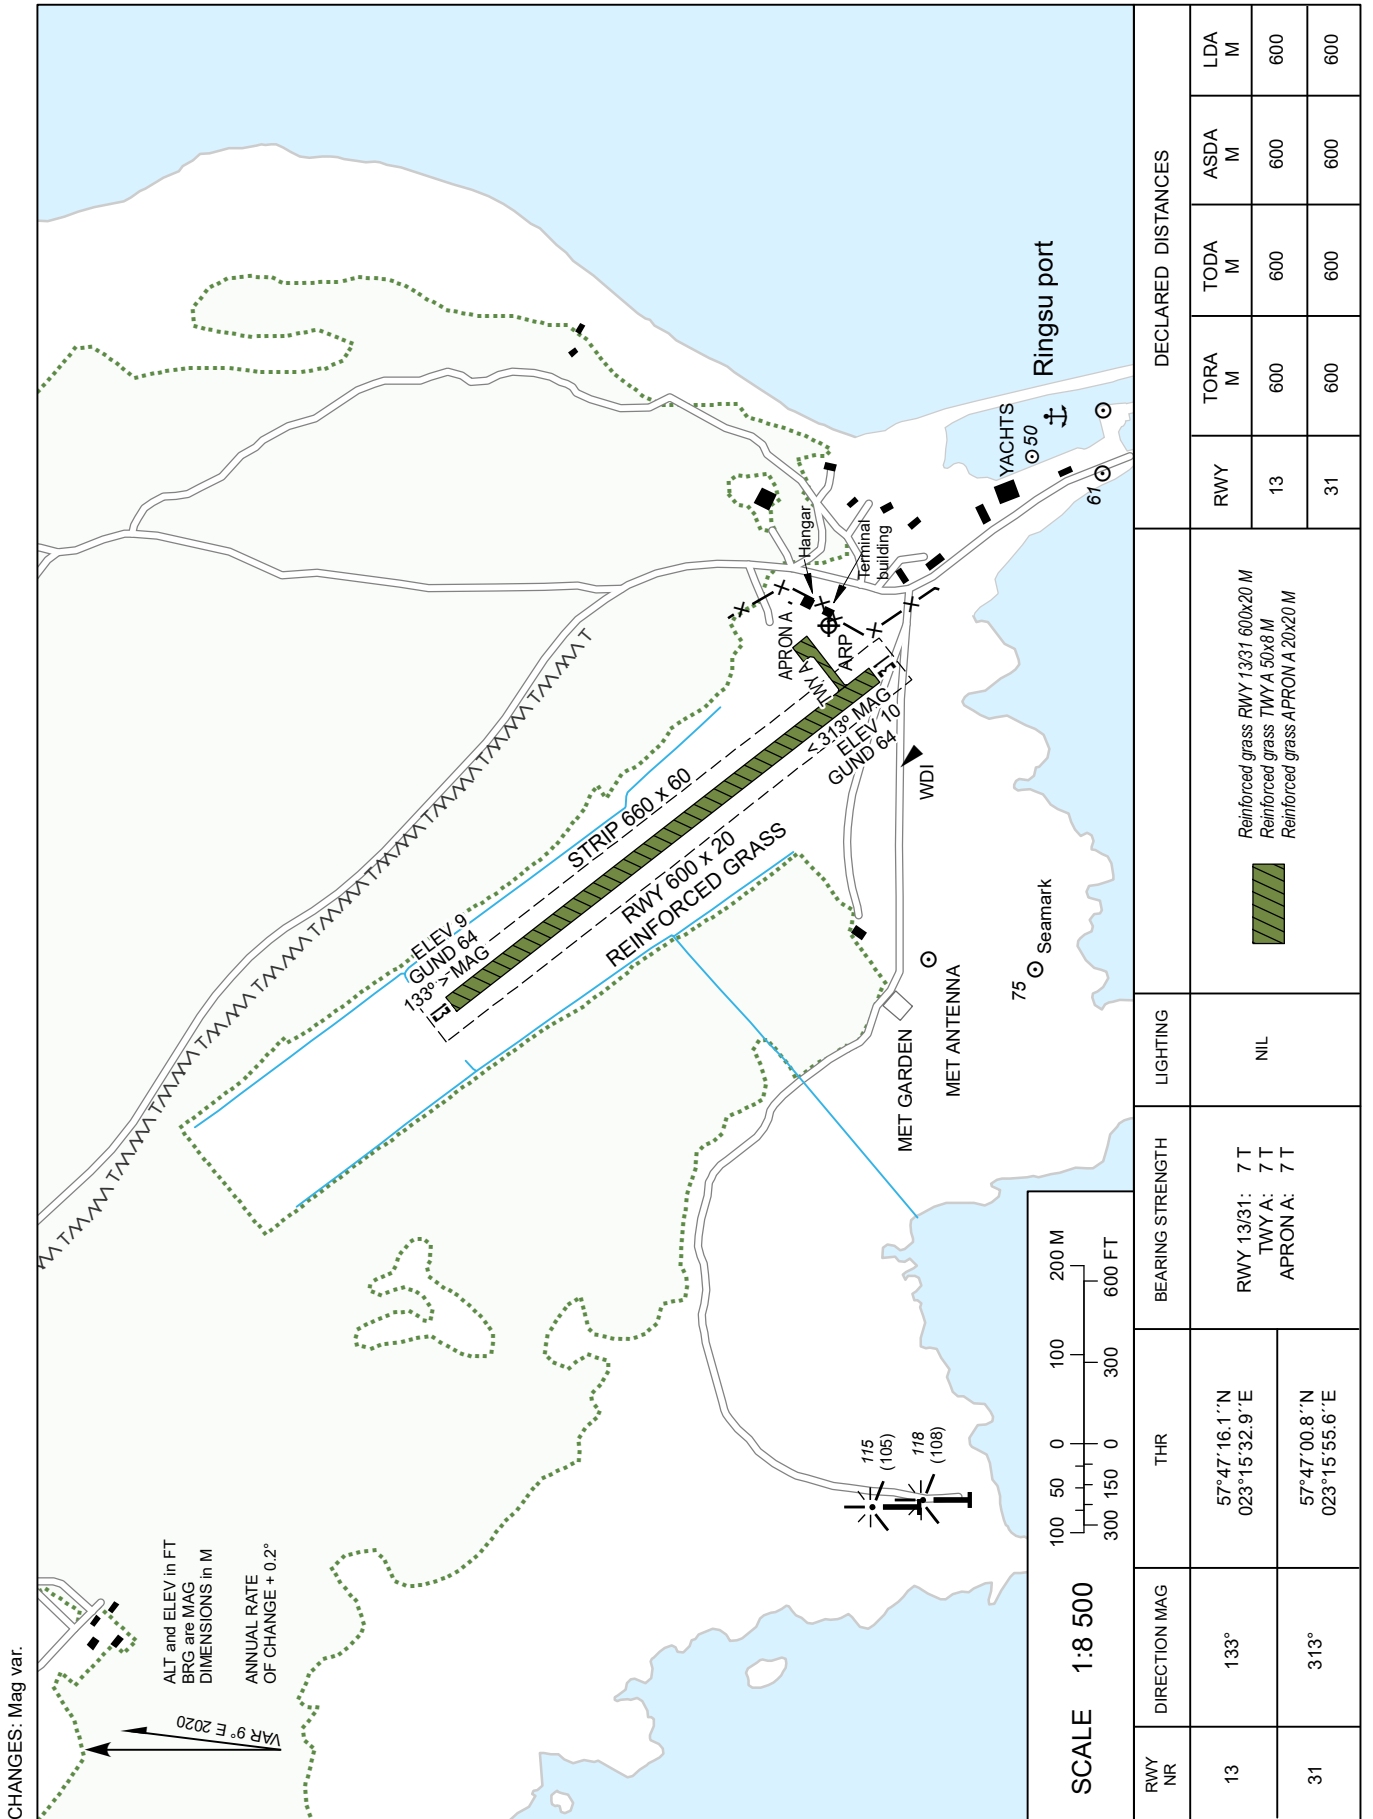 CHANGES: Mag var.
VAR 9° E 2020
ALT and ELEV in FT
BRG are MAG
DIMENSIONS in M
ANNUAL RATE
OF CHANGE + 0.2°
ELEV 9
GUND 64
133° > MAG
13
STRIP 660 x 60
RWY 600 x 20
REINFORCED GRASS
APRON A
TWY A
ARP
Hangar
Terminal
building
31
< 313° MAG
ELEV 10
GUND 64
WDI
MET GARDEN
MET ANTENNA
75
Seamark
115
(105)
118
(108)
YACHTS
50
61
Ringsu port
SCALE 1:8 500
100 50 0 100 200 M
300 150 0 300 600 FT
RWY
NR
DIRECTION MAG
THR
BEARING STRENGTH
LIGHTING
13
133°
57°47´16.1´´N
023°15´32.9´´E
31
313°
57°47´00.8´´N
023°15´55.6´´E
RWY 13/31: 7 T
TWY A: 7 T
APRON A: 7 T
NIL
Reinforced grass RWY 13/31 600x20 M
Reinforced grass TWY A 50x8 M
Reinforced grass APRON A 20x20 M
DECLARED DISTANCES
RWY
TORA
M
TODA
M
ASDA
M
LDA
M
13 600 600 600 600
31 600 600 600 600